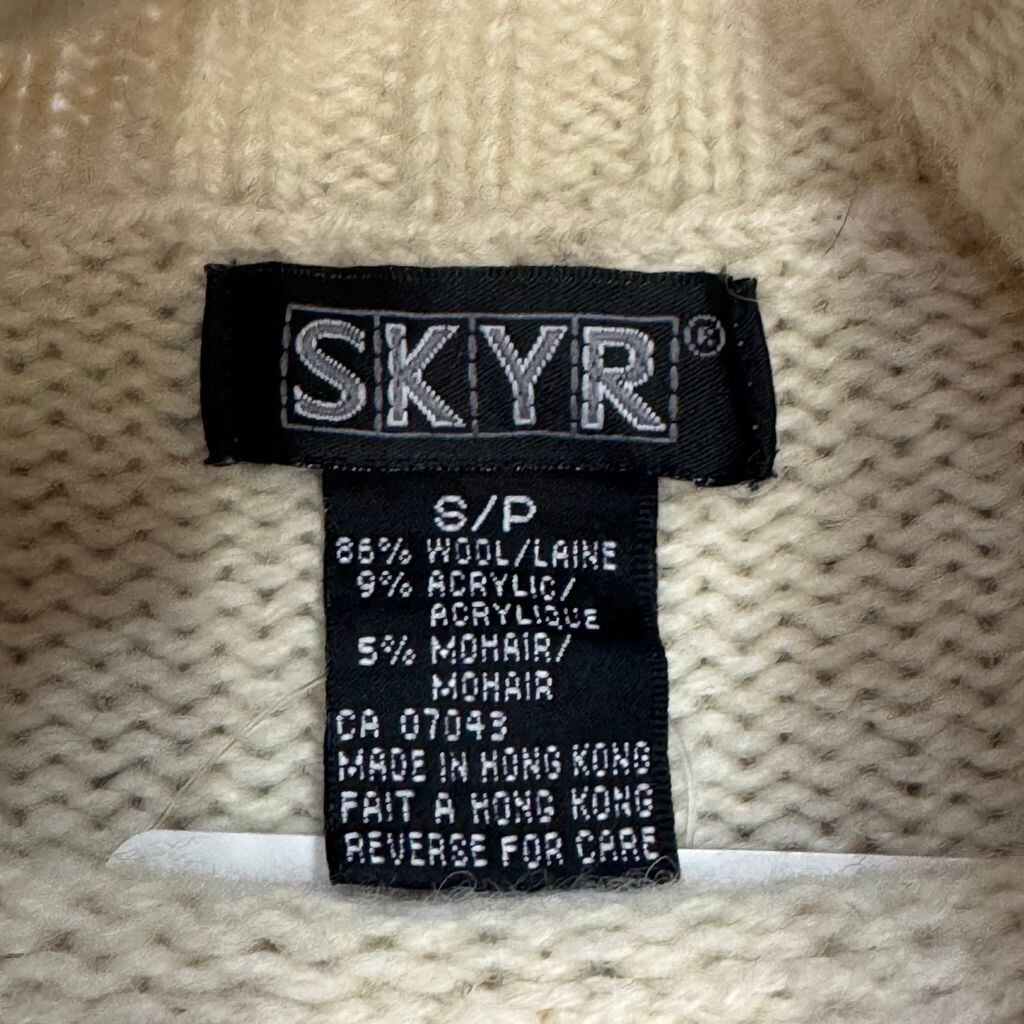 SKYR®
S/P
86% WOOL/LAINE
9% ACRYLIC/
ACRYLIQUE
5% MOHAIR/
MOHAIR
CA 07043
MADE IN HONG KONG
FAIT A HONG KONG
REVERSE FOR CARE